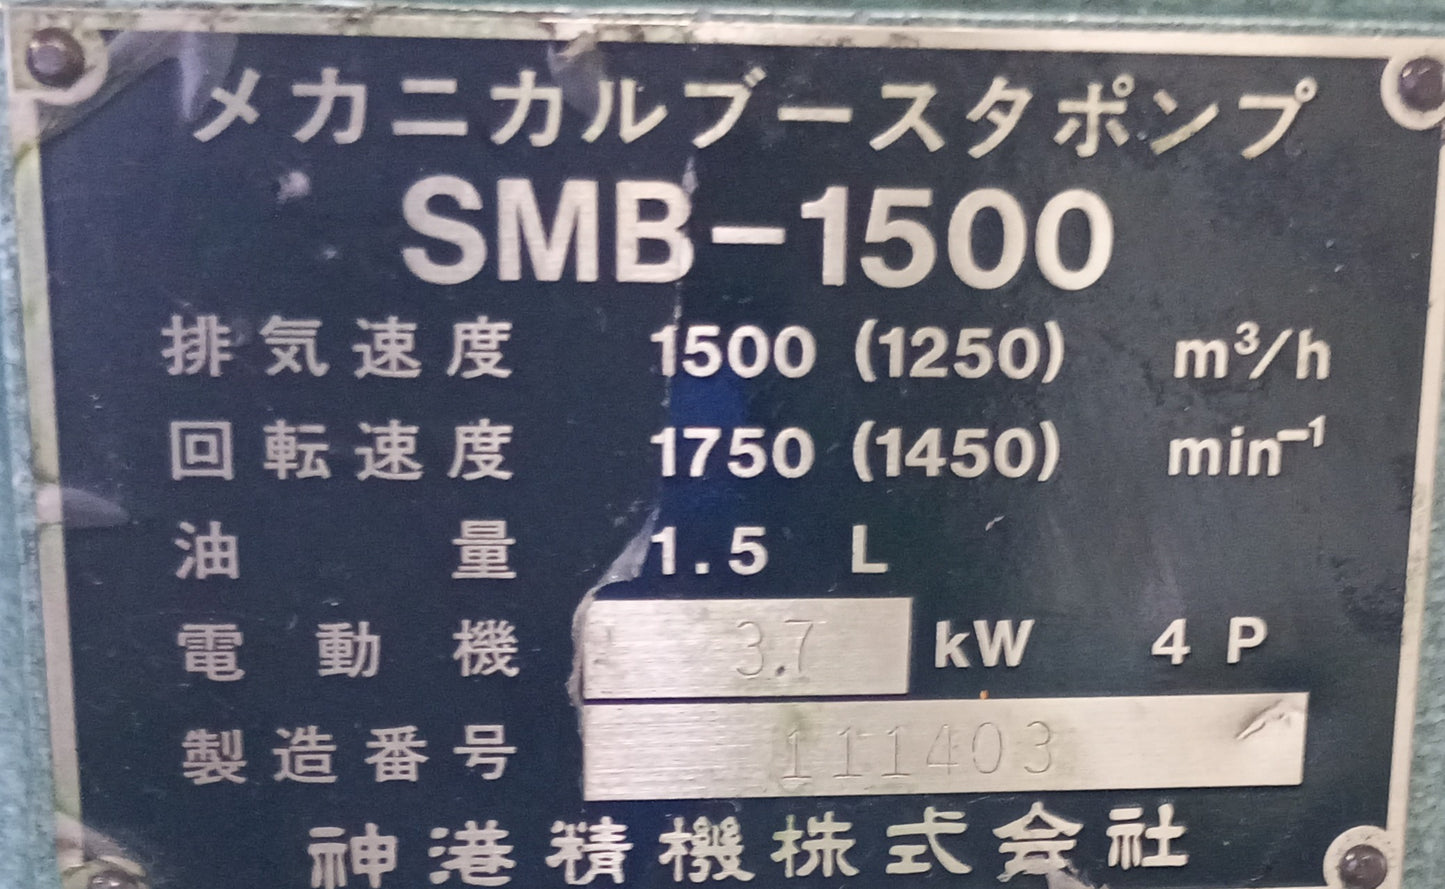 メカニカルブースタポンプ
SMB-1500
排気速度 1500 (1250) m³/h
回転速度 1750 (1450) min⁻¹
油量 1.5 L
電動機 3.7 kW 4P
製造番号 111403
神港精機株式会社